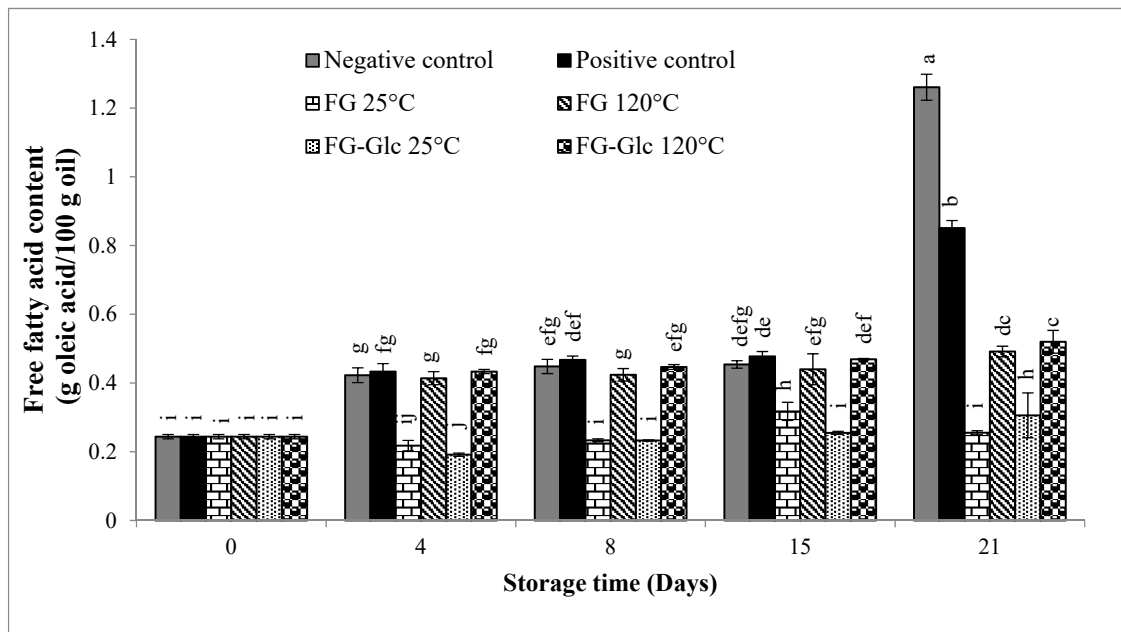 1.4
1.2
1
0.8
0.6
0.4
0.2
0
Free fatty acid content
(g oleic acid/100 g oil)
Negative control Positive control
FG 25°C FG 120°C
FG-Glc 25°C FG-Glc 120°C
i i i i i i
g fg ij g j fg
efg def i g i efg
defg de h efg i def
a b i dc h c
0 4 8 15 21
Storage time (Days)